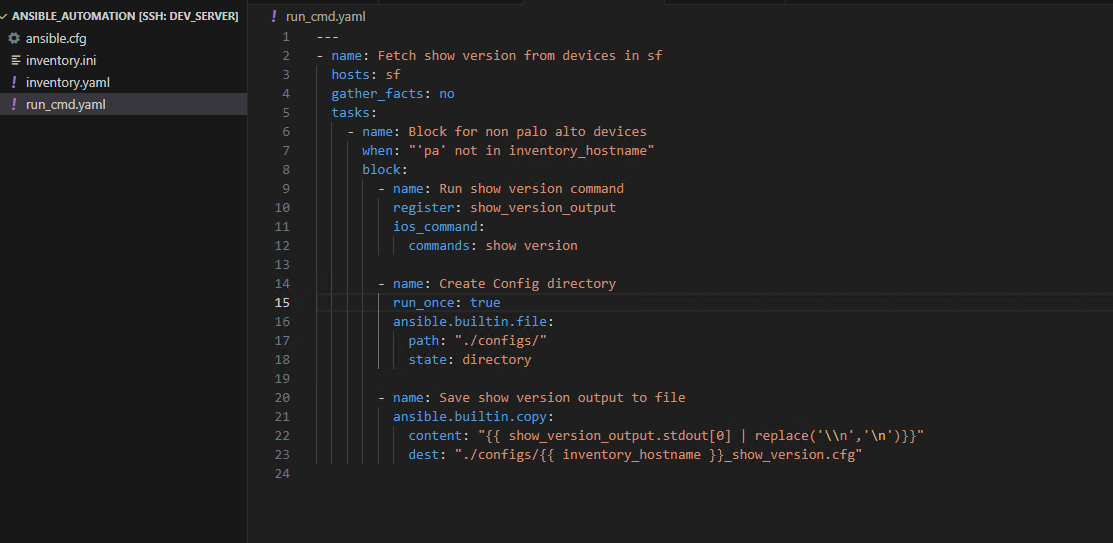 ANSIBLE_AUTOMATION [SSH: DEV_SERVER]
ansible.cfg
inventory.ini
! inventory.yaml
! run_cmd.yaml
! run_cmd.yaml
1 ---
2 - name: Fetch show version from devices in sf
3   hosts: sf
4   gather_facts: no
5   tasks:
6     - name: Block for non palo alto devices
7       when: "'pa' not in inventory_hostname"
8       block:
9         - name: Run show version command
10           register: show_version_output
11           ios_command:
12             commands: show version
13
14         - name: Create Config directory
15           run_once: true
16           ansible.builtin.file:
17             path: "./configs/"
18             state: directory
19
20         - name: Save show version output to file
21           ansible.builtin.copy:
22             content: "{{ show_version_output.stdout[0] | replace('\\n','\n')}}"
23             dest: "./configs/{{ inventory_hostname }}_show_version.cfg"
24